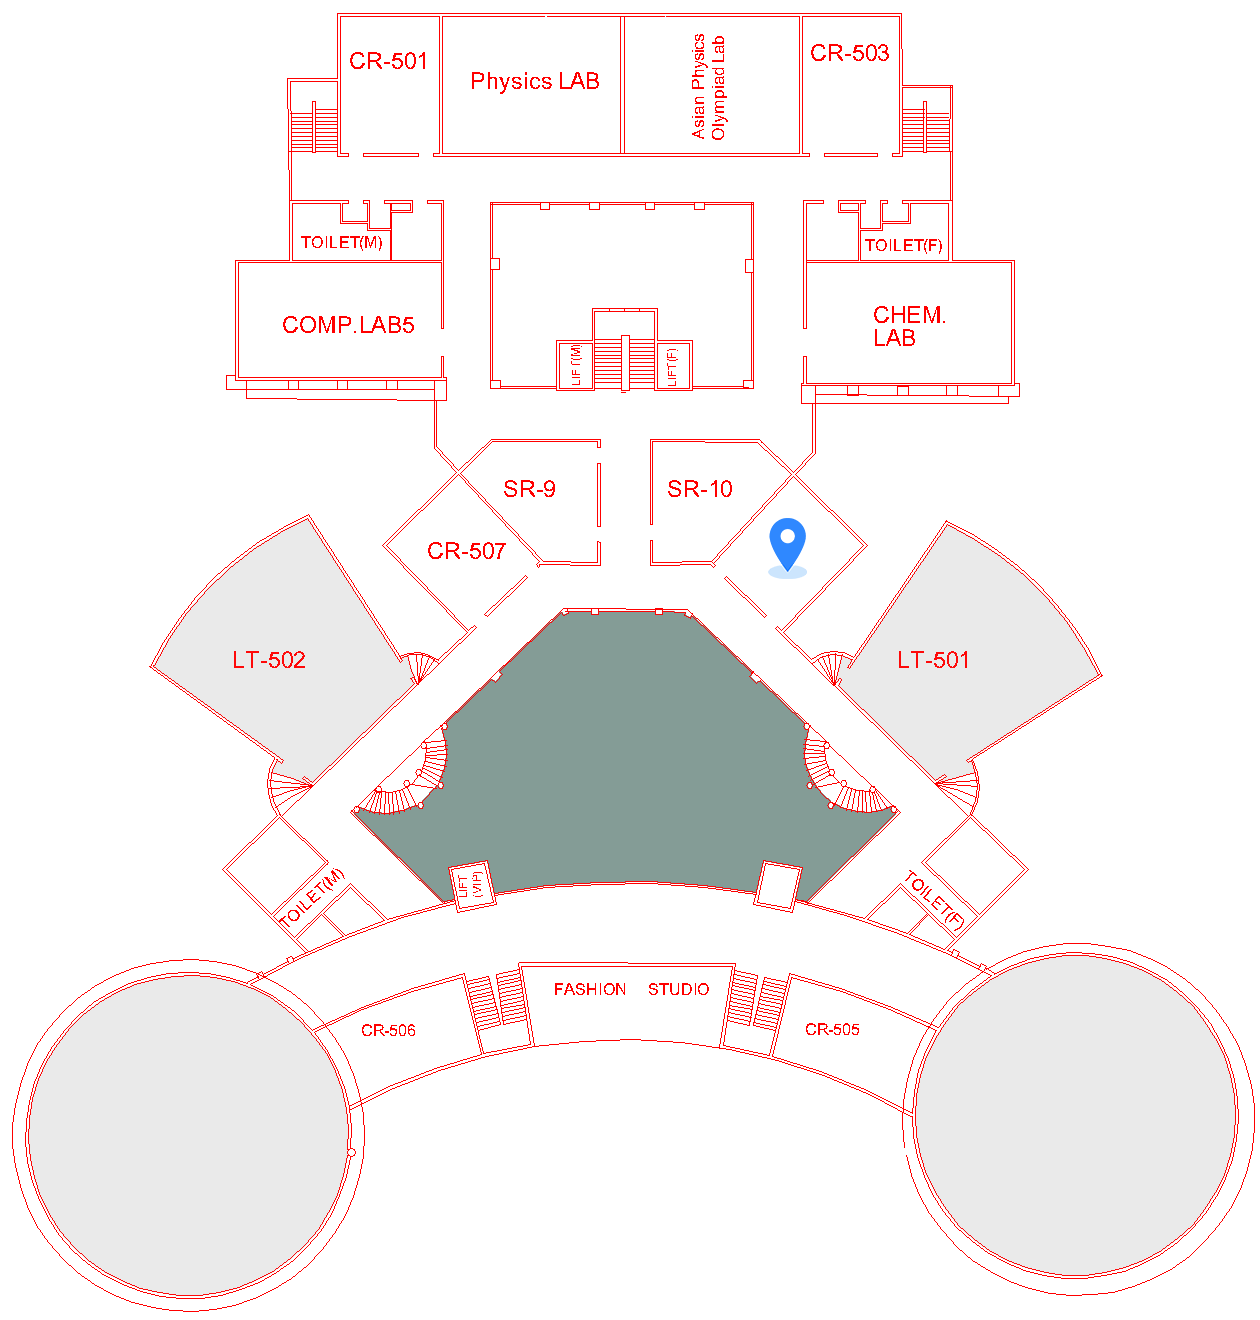 CR-501
Physics LAB
Asian Physics
Olympiad Lab
CR-503
TOILET(M)
TOILET(F)
COMP.LAB5
CHEM.
LAB
LIFT(M)
LIFT(F)
SR-9
SR-10
CR-507
LT-502
LT-501
LIFT
(VIP)
TOILET(M)
TOILET(F)
FASHION STUDIO
CR-506
CR-505